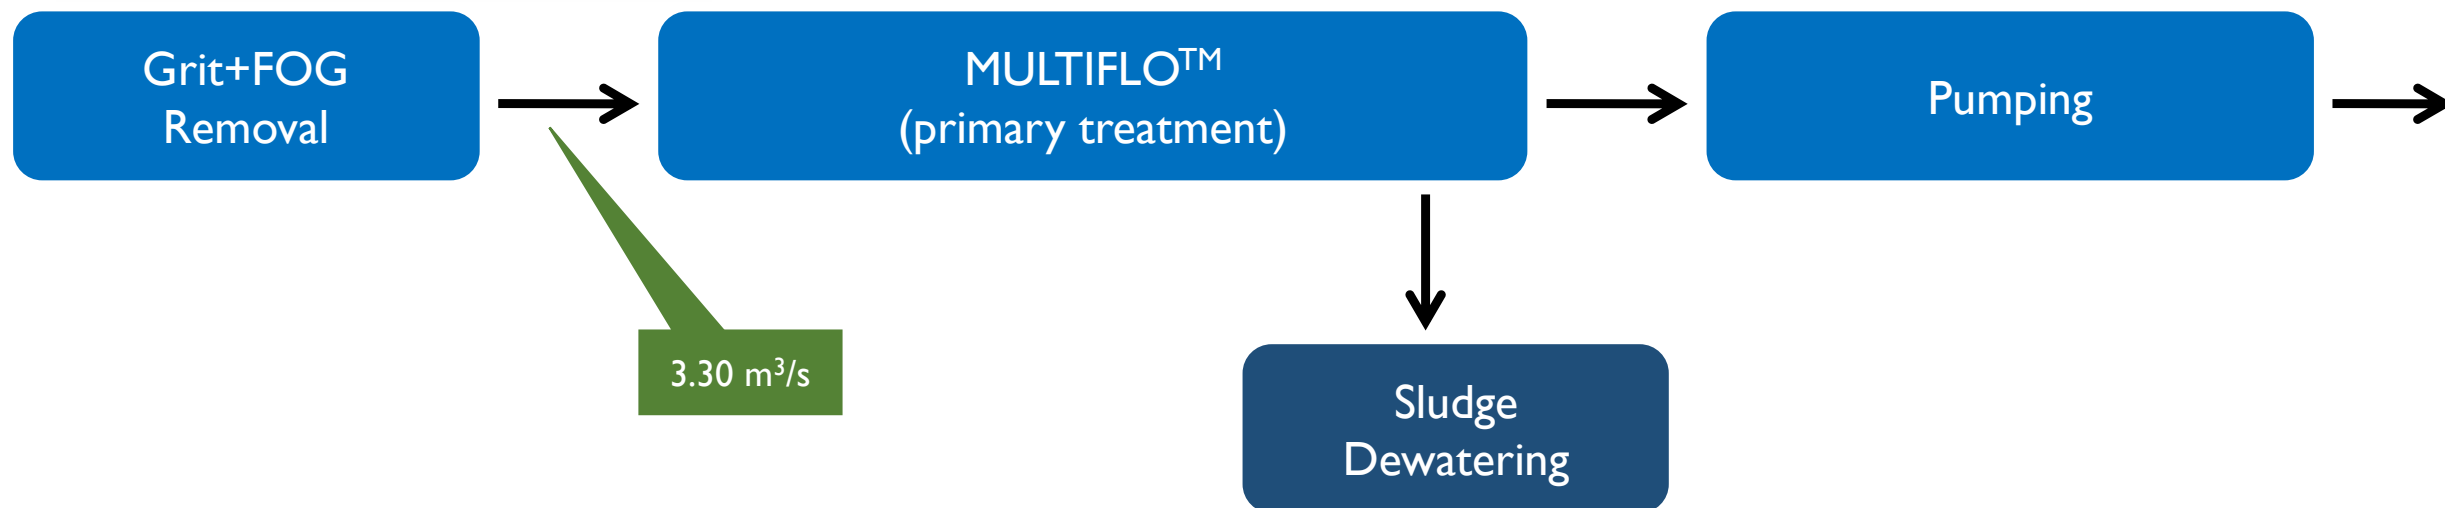 Grit+FOG
Removal
MULTIFLO™
(primary treatment)
Pumping
3.30 m³/s
Sludge
Dewatering